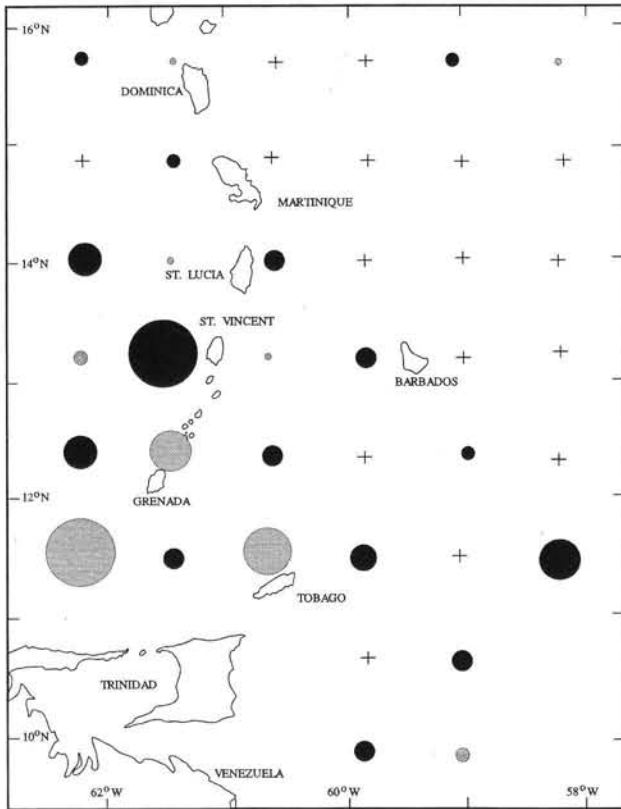 16°N
DOMINICA
MARTINIQUE
14°N
ST. LUCIA
ST. VINCENT
BARBADOS
12°N
GRENADA
TOBAGO
TRINIDAD
10°N
VENEZUELA
62°W
60°W
58°W